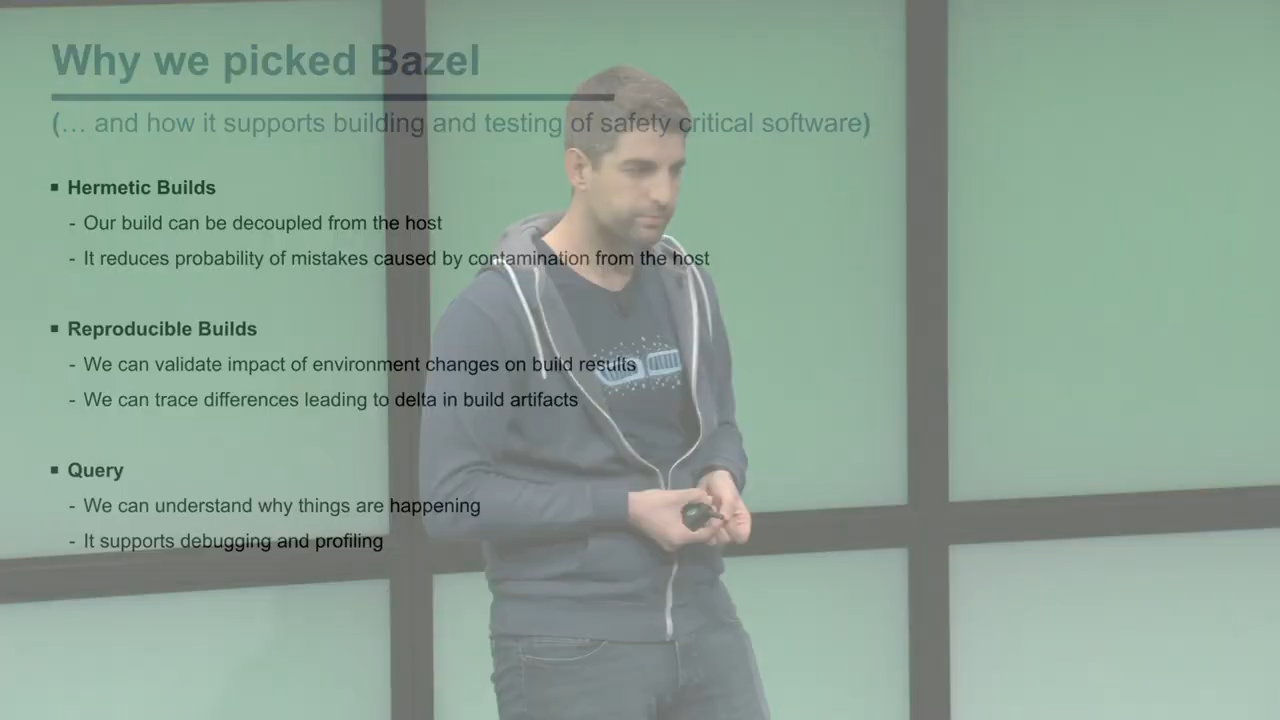 Why we picked Bazel
(… and how it supports building and testing of safety critical software)
▪ Hermetic Builds
- Our build can be decoupled from the host
- It reduces probability of mistakes caused by contamination from the host
▪ Reproducible Builds
- We can validate impact of environment changes on build results
- We can trace differences leading to delta in build artifacts
▪ Query
- We can understand why things are happening
- It supports debugging and profiling